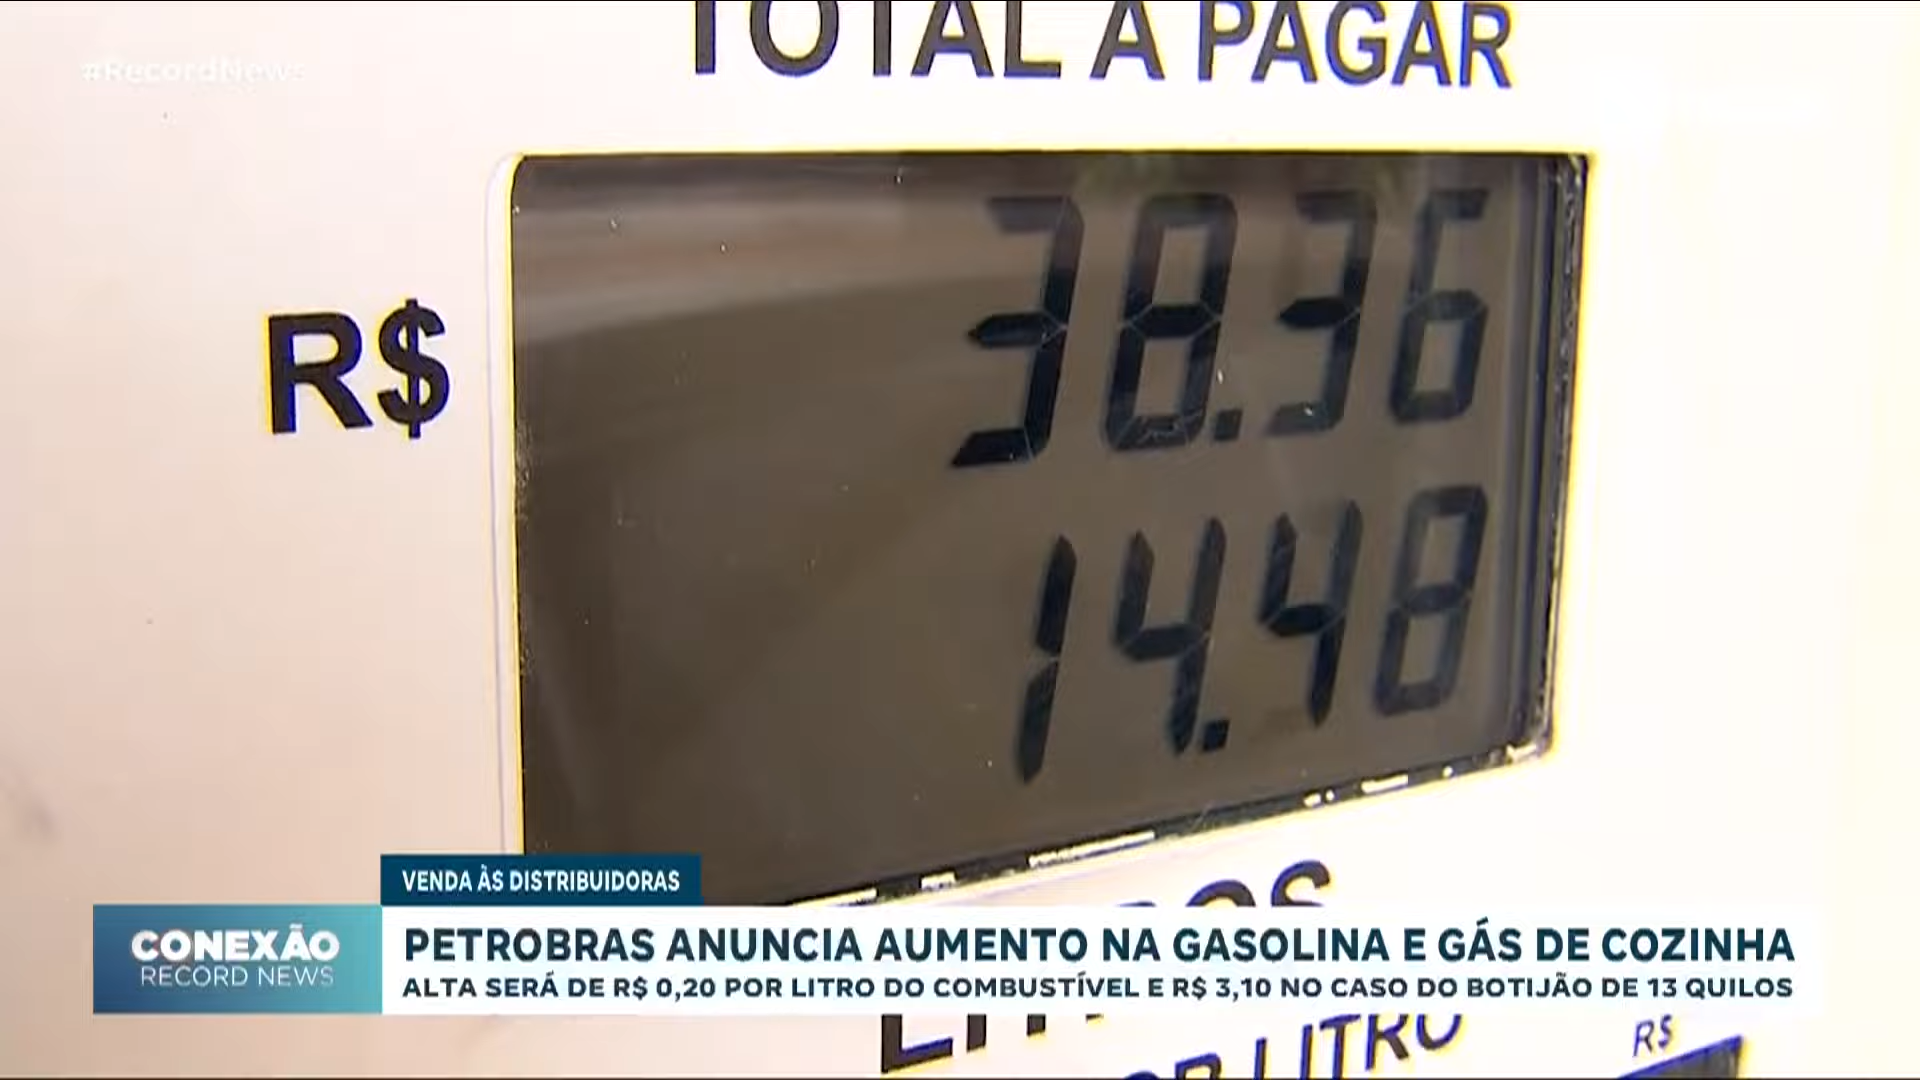 TOTAL A PAGAR
#RecordNews
R$
38.36
14.48
VENDA ÀS DISTRIBUIDORAS
CONEXÃO
RECORD NEWS
PETROBRAS ANUNCIA AUMENTO NA GASOLINA E GÁS DE COZINHA
ALTA SERÁ DE R$ 0,20 POR LITRO DO COMBUSTÍVEL E R$ 3,10 NO CASO DO BOTIJÃO DE 13 QUILOS
LITRO
R$